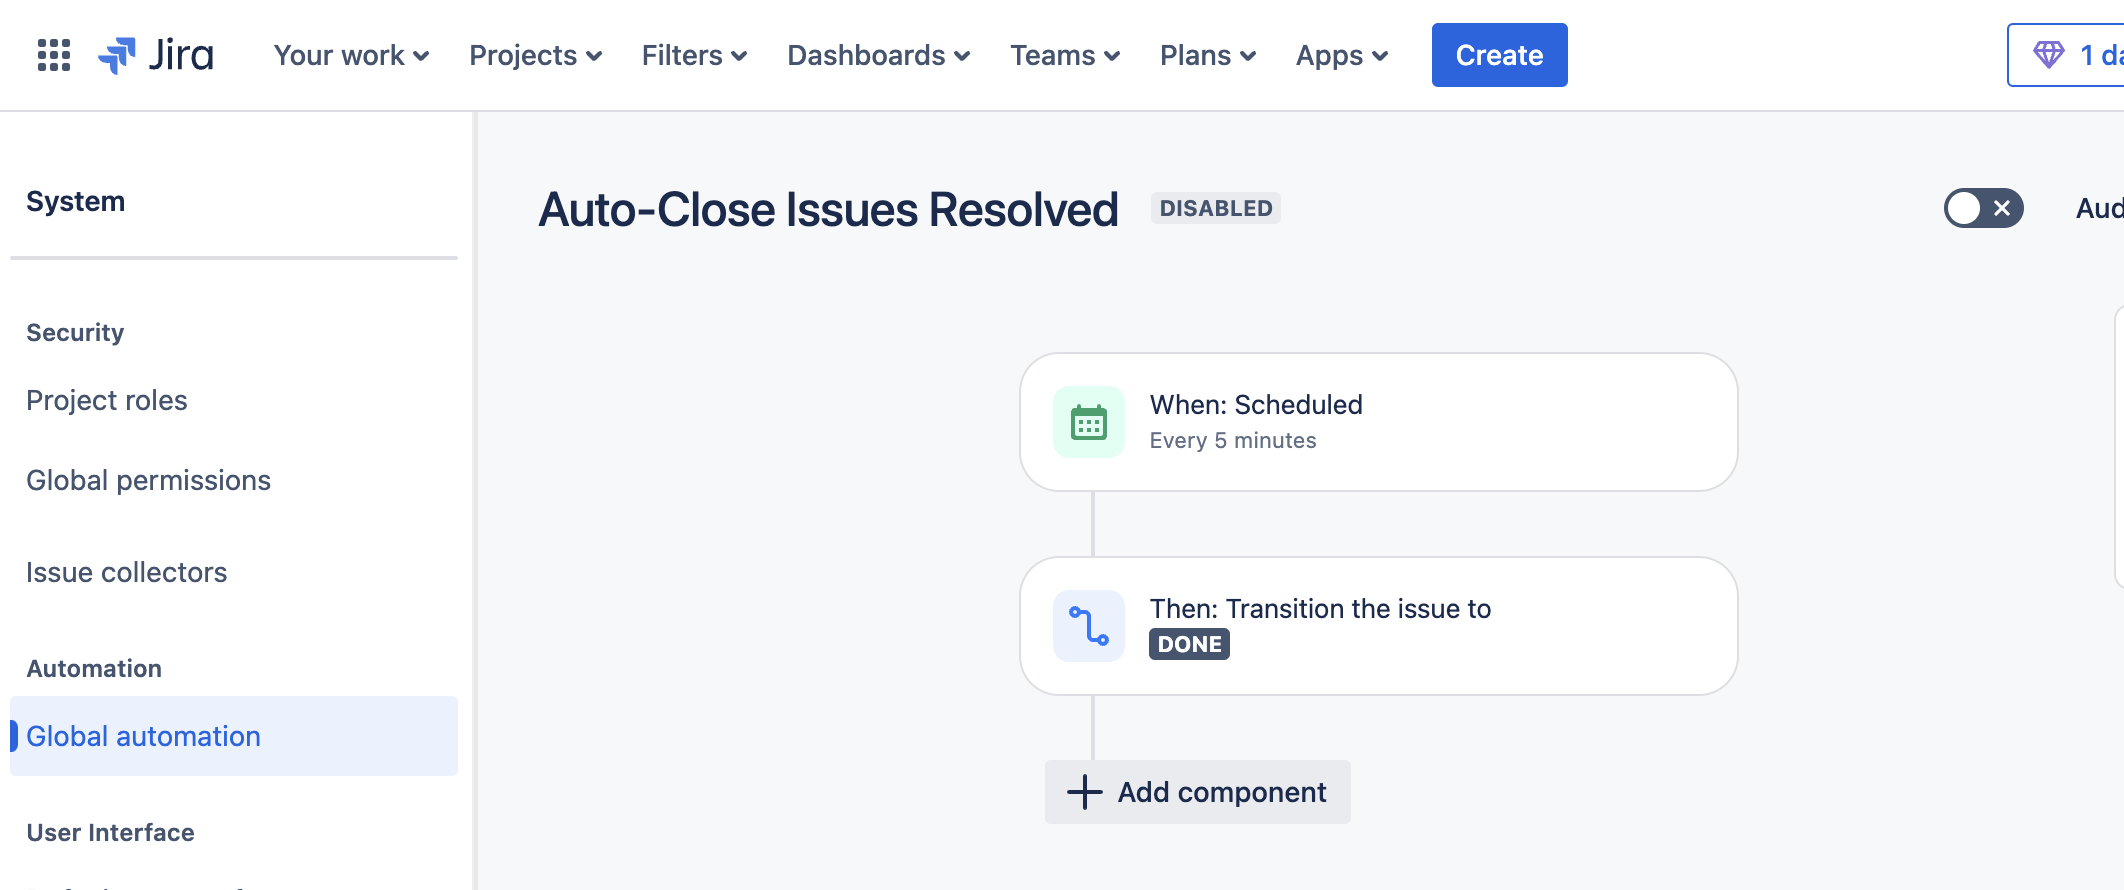 Jira Your work Projects Filters Dashboards Teams Plans Apps Create 1
System
Security
Project roles
Global permissions
Issue collectors
Automation
Global automation
User Interface
Auto-Close Issues Resolved DISABLED
When: Scheduled
Every 5 minutes
Then: Transition the issue to
DONE
Add component